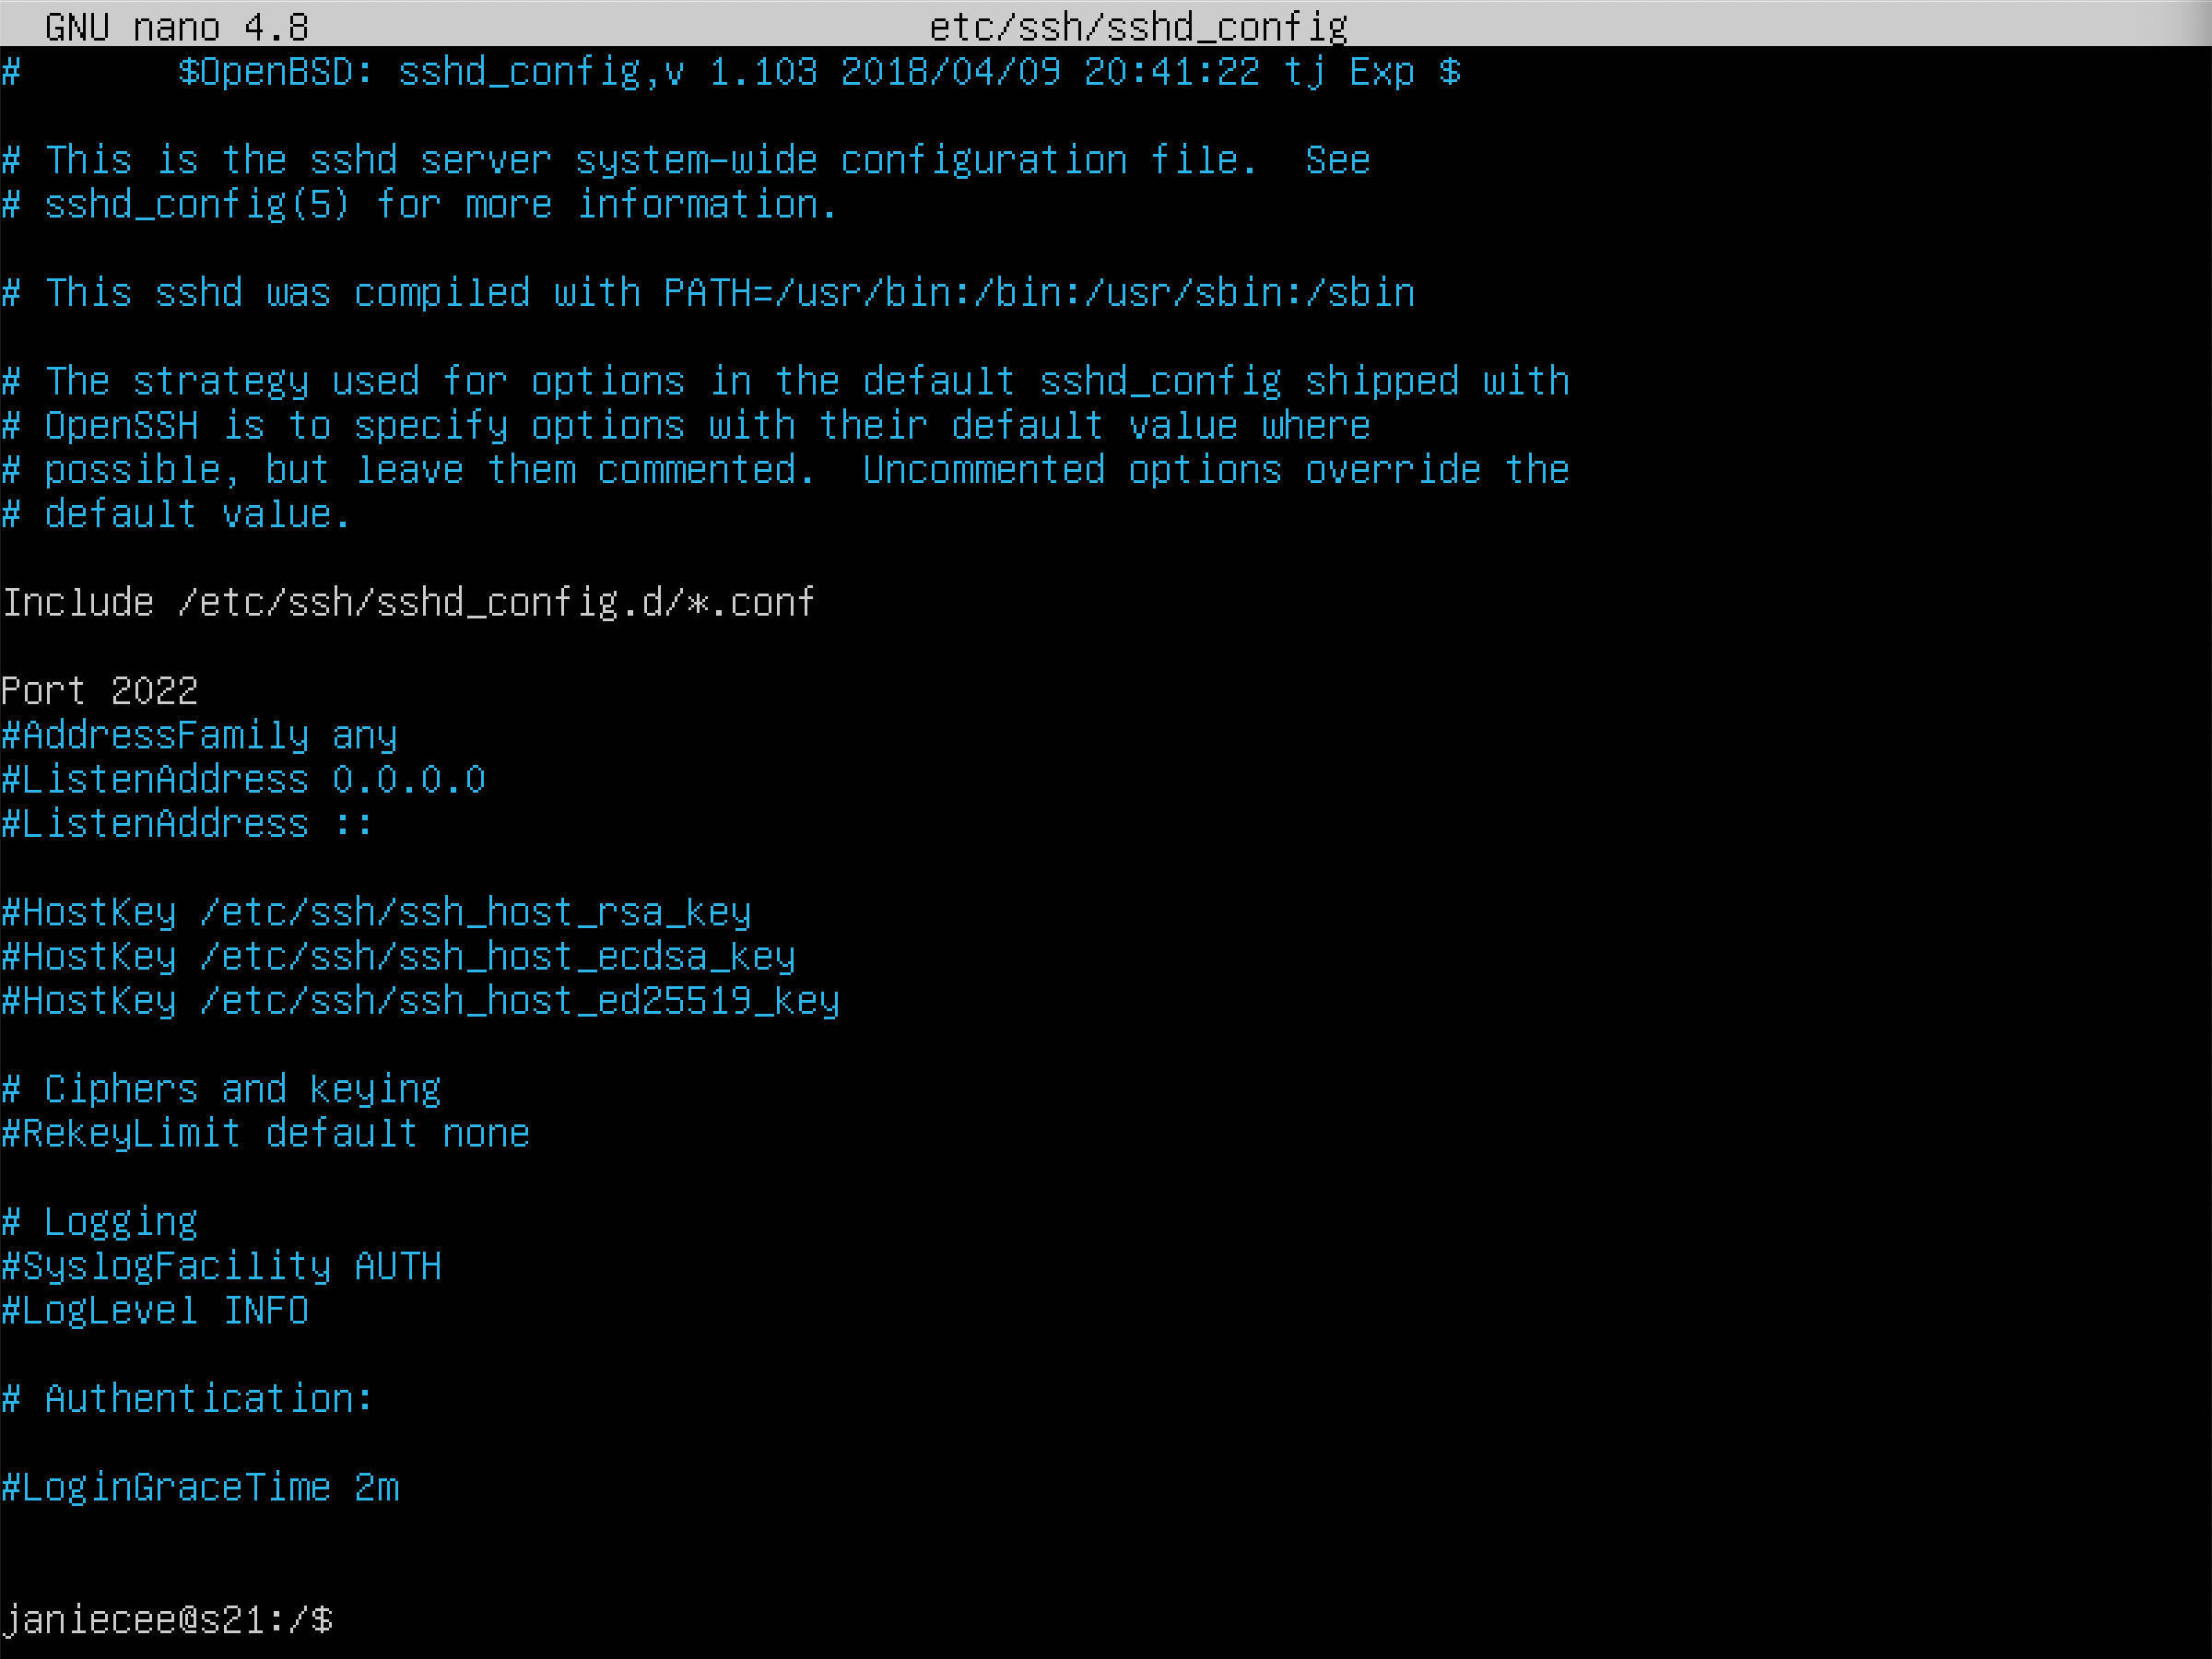 GNU nano 4.8 etc/ssh/sshd_config
# $OpenBSD: sshd_config,v 1.103 2018/04/09 20:41:22 tj Exp $
# This is the sshd server system-wide configuration file.  See
# sshd_config(5) for more information.
# This sshd was compiled with PATH=/usr/bin:/bin:/usr/sbin:/sbin
# The strategy used for options in the default sshd_config shipped with
# OpenSSH is to specify options with their default value where
# possible, but leave them commented.  Uncommented options override the
# default value.
Include /etc/ssh/sshd_config.d/*.conf
Port 2022
#AddressFamily any
#ListenAddress 0.0.0.0
#ListenAddress ::
#HostKey /etc/ssh/ssh_host_rsa_key
#HostKey /etc/ssh/ssh_host_ecdsa_key
#HostKey /etc/ssh/ssh_host_ed25519_key
# Ciphers and keying
#RekeyLimit default none
# Logging
#SyslogFacility AUTH
#LogLevel INFO
# Authentication:
#LoginGraceTime 2m
janiecee@s21:/$